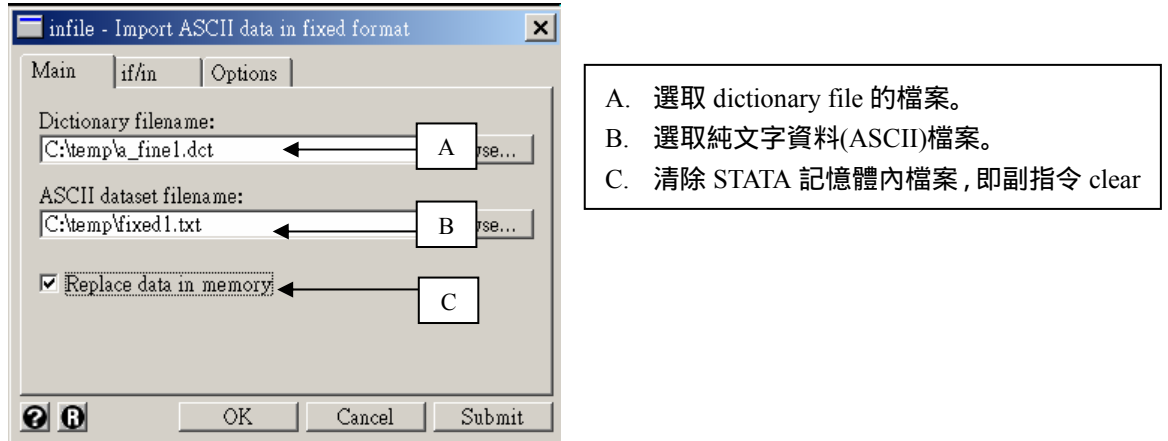 infile - Import ASCII data in fixed format
Main if/in Options
Dictionary filename:
C:\temp\a_fine1.dct
A
ASCII dataset filename:
C:\temp\fixed1.txt
B
Replace data in memory
C
OK Cancel Submit
A. 選取 dictionary file 的檔案。
B. 選取純文字資料(ASCII)檔案。
C. 清除 STATA 記憶體內檔案,即副指令 clear